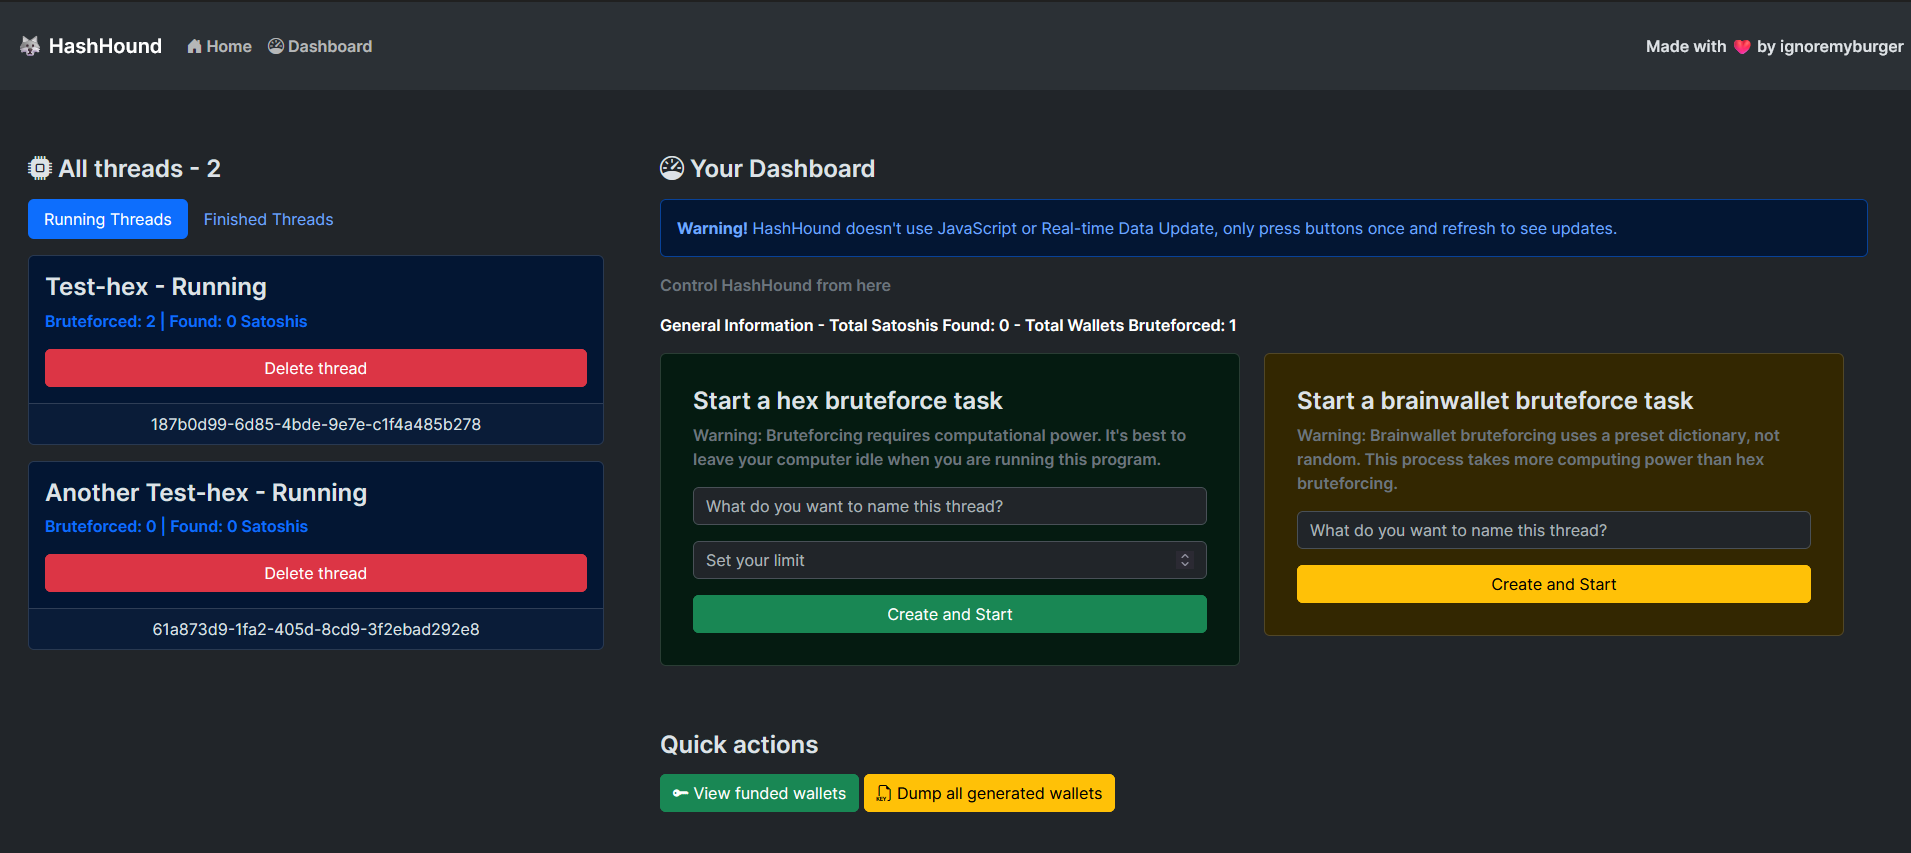 HashHound
Home
Dashboard
Made with ❤️ by ignoremyburger
All threads - 2
Running Threads
Finished Threads
Test-hex - Running
Bruteforced: 2 | Found: 0 Satoshis
Delete thread
187b0d99-6d85-4bde-9e7e-c1f4a485b278
Another Test-hex - Running
Bruteforced: 0 | Found: 0 Satoshis
Delete thread
61a873d9-1fa2-405d-8cd9-3f2ebad292e8
Your Dashboard
Warning! HashHound doesn't use JavaScript or Real-time Data Update, only press buttons once and refresh to see updates.
Control HashHound from here
General Information - Total Satoshis Found: 0 - Total Wallets Bruteforced: 1
Start a hex bruteforce task
Warning: Bruteforcing requires computational power. It's best to
leave your computer idle when you are running this program.
What do you want to name this thread?
Set your limit
Create and Start
Start a brainwallet bruteforce task
Warning: Brainwallet bruteforcing uses a preset dictionary, not
random. This process takes more computing power than hex
bruteforcing.
What do you want to name this thread?
Create and Start
Quick actions
View funded wallets
KEY Dump all generated wallets